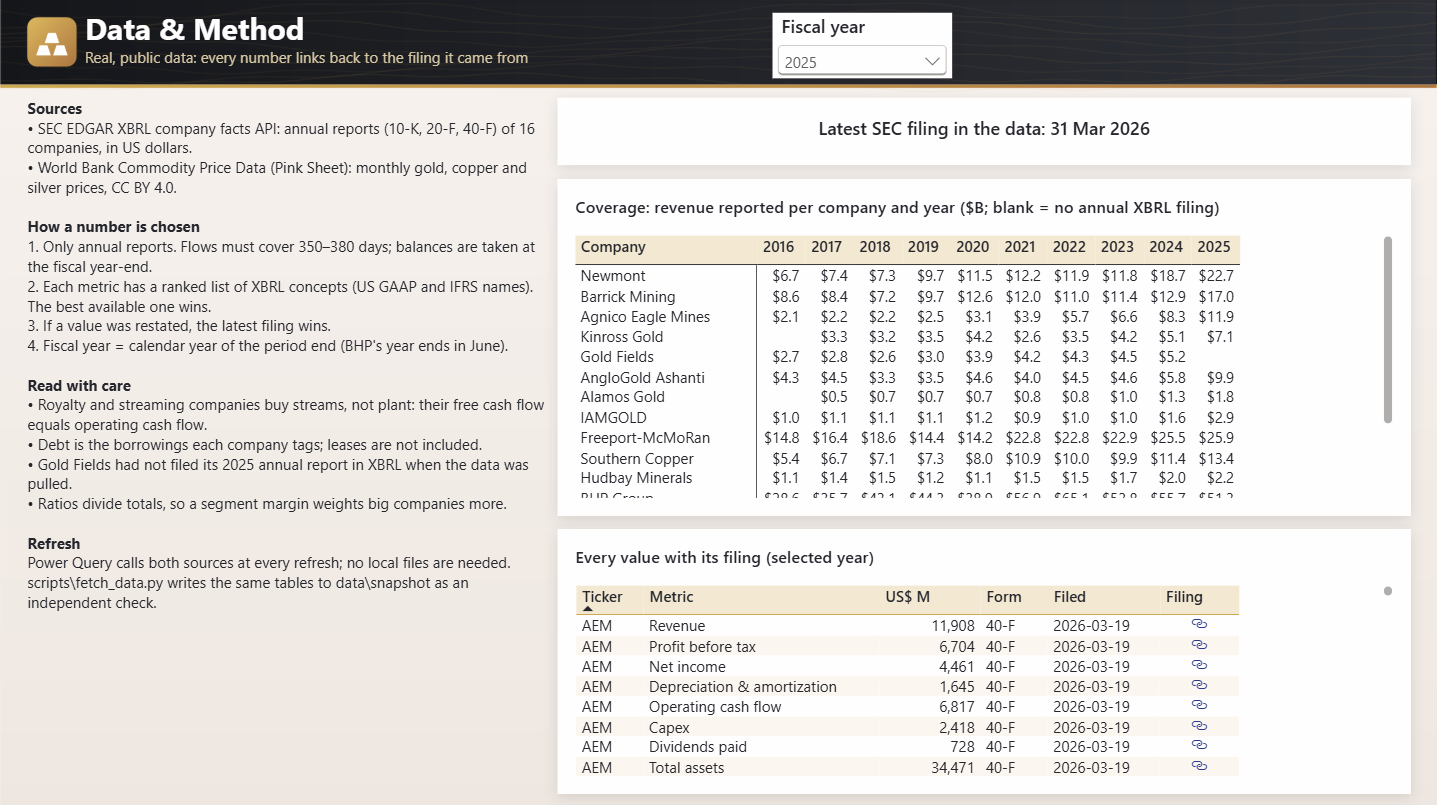 Data & Method
Real, public data: every number links back to the filing it came from
Fiscal year
2025
Sources
• SEC EDGAR XBRL company facts API: annual reports (10-K, 20-F, 40-F) of 16
companies, in US dollars.
• World Bank Commodity Price Data (Pink Sheet): monthly gold, copper and
silver prices, CC BY 4.0.
How a number is chosen
1. Only annual reports. Flows must cover 350–380 days; balances are taken at
the fiscal year-end.
2. Each metric has a ranked list of XBRL concepts (US GAAP and IFRS names).
The best available one wins.
3. If a value was restated, the latest filing wins.
4. Fiscal year = calendar year of the period end (BHP's year ends in June).
Read with care
• Royalty and streaming companies buy streams, not plant: their free cash flow
equals operating cash flow.
• Debt is the borrowings each company tags; leases are not included.
• Gold Fields had not filed its 2025 annual report in XBRL when the data was
pulled.
• Ratios divide totals, so a segment margin weights big companies more.
Refresh
Power Query calls both sources at every refresh; no local files are needed.
scripts\fetch_data.py writes the same tables to data\snapshot as an
independent check.
Latest SEC filing in the data: 31 Mar 2026
Coverage: revenue reported per company and year ($B; blank = no annual XBRL filing)
Company 2016 2017 2018 2019 2020 2021 2022 2023 2024 2025
Newmont $6.7 $7.4 $7.3 $9.7 $11.5 $12.2 $11.9 $11.8 $18.7 $22.7
Barrick Mining $8.6 $8.4 $7.2 $9.7 $12.6 $12.0 $11.0 $11.4 $12.9 $17.0
Agnico Eagle Mines $2.1 $2.2 $2.2 $2.5 $3.1 $3.9 $5.7 $6.6 $8.3 $11.9
Kinross Gold $3.3 $3.2 $3.5 $4.2 $2.6 $3.5 $4.2 $5.1 $7.1
Gold Fields $2.7 $2.8 $2.6 $3.0 $3.9 $4.2 $4.3 $4.5 $5.2
AngloGold Ashanti $4.3 $4.5 $3.3 $3.5 $4.6 $4.0 $4.5 $4.6 $5.8 $9.9
Alamos Gold $0.5 $0.7 $0.7 $0.7 $0.8 $0.8 $1.0 $1.3 $1.8
IAMGOLD $1.0 $1.1 $1.1 $1.1 $1.2 $0.9 $1.0 $1.0 $1.6 $2.9
Freeport-McMoRan $14.8 $16.4 $18.6 $14.4 $14.2 $22.8 $22.8 $22.9 $25.5 $25.9
Southern Copper $5.4 $6.7 $7.1 $7.3 $8.0 $10.9 $10.0 $9.9 $11.4 $13.4
Hudbay Minerals $1.1 $1.4 $1.5 $1.2 $1.1 $1.5 $1.5 $1.7 $2.0 $2.2
BHP Group
Every value with its filing (selected year)
Ticker Metric US$ M Form Filed Filing
AEM Revenue 11,908 40-F 2026-03-19
AEM Profit before tax 6,704 40-F 2026-03-19
AEM Net income 4,461 40-F 2026-03-19
AEM Depreciation & amortization 1,645 40-F 2026-03-19
AEM Operating cash flow 6,817 40-F 2026-03-19
AEM Capex 2,418 40-F 2026-03-19
AEM Dividends paid 728 40-F 2026-03-19
AEM Total assets 34,471 40-F 2026-03-19